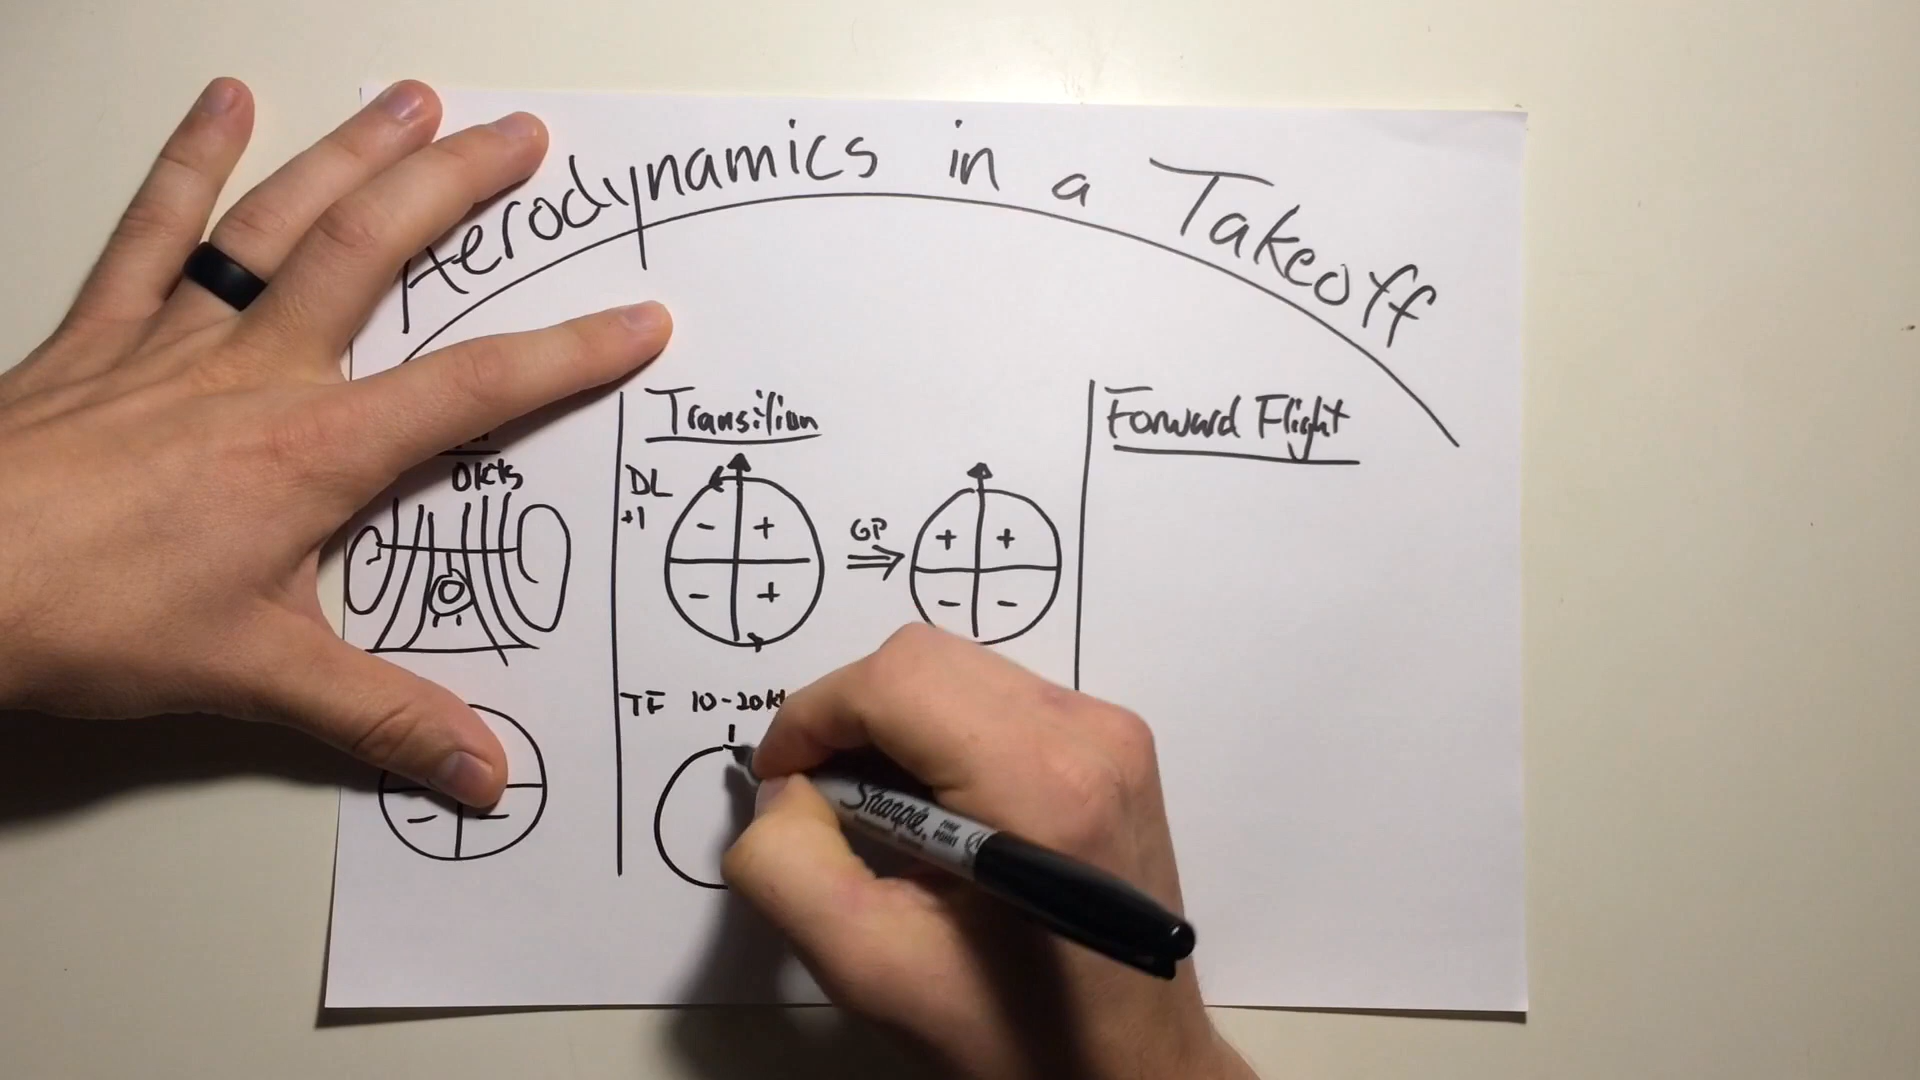 Aerodynamics in a Takeoff
0kts
Transition
DL
+1
- +
- +
GP
+ +
- -
TF 10-20
- -
Forward Flight
Sharpie